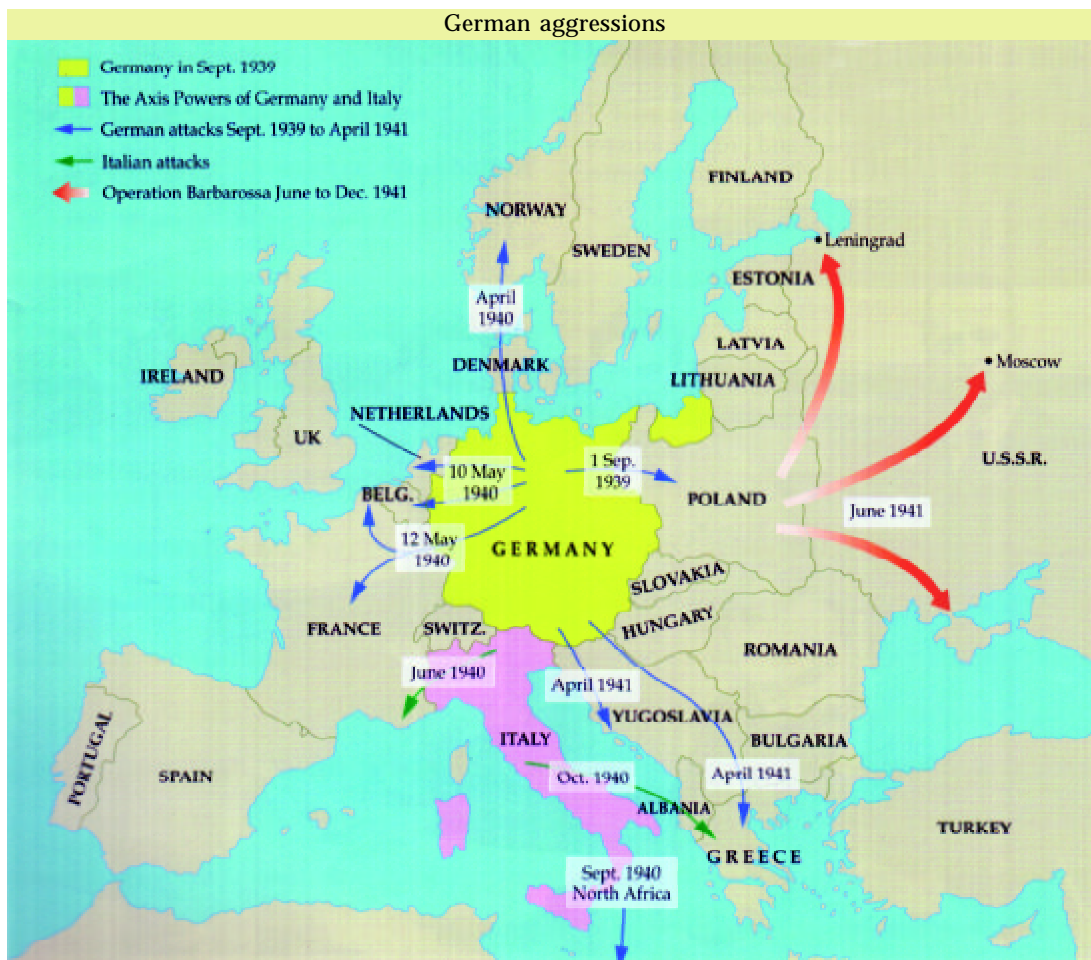 German aggressions
Germany in Sept. 1939
The Axis Powers of Germany and Italy
German attacks Sept. 1939 to April 1941
Italian attacks
Operation Barbarossa June to Dec. 1941
FINLAND
NORWAY
SWEDEN
Leningrad
ESTONIA
April
1940
LATVIA
DENMARK
Moscow
IRELAND
LITHUANIA
NETHERLANDS
UK
1 Sep.
1939
U.S.S.R.
10 May
1940
BELG.
POLAND
June 1941
12 May
1940
GERMANY
SLOVAKIA
FRANCE
SWITZ.
HUNGARY
ROMANIA
June 1940
April 1941
YUGOSLAVIA
PORTUGAL
ITALY
BULGARIA
SPAIN
Oct. 1940
April 1941
ALBANIA
TURKEY
GREECE
Sept. 1940
North Africa